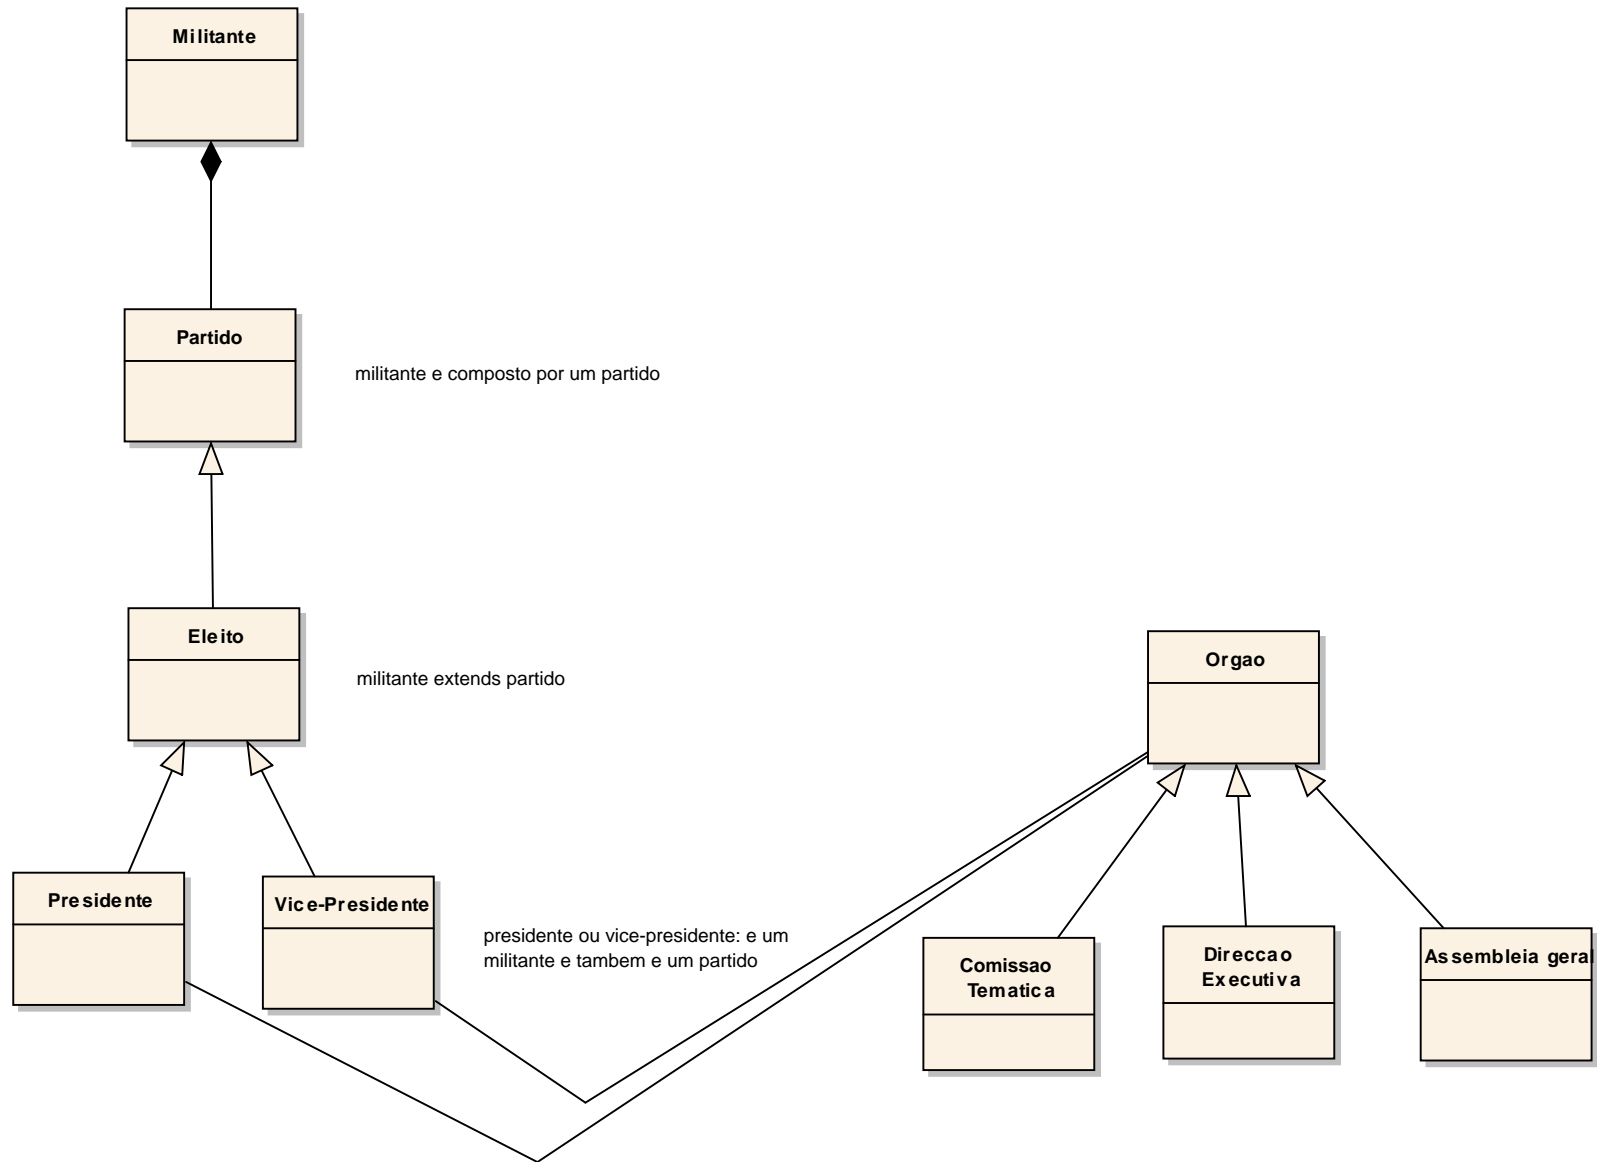 Militante
Partido
militante e composto por um partido
Eleito
militante extends partido
Orgao
Presidente
Vice-Presidente
presidente ou vice-presidente: e um
militante e tambem e um partido
Comissao
Tematica
Direccao
Executiva
Assembleia geral